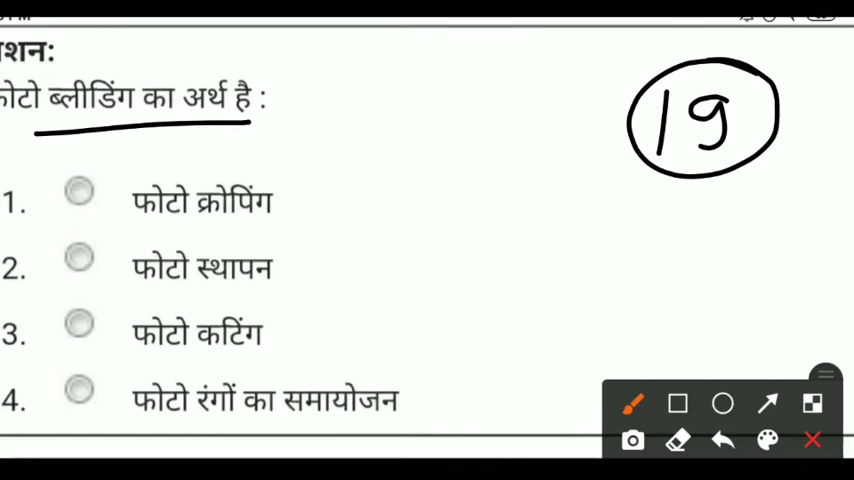 शन:
फोटो ब्लीडिंग का अर्थ है :
19
1. फोटो क्रोपिंग
2. फोटो स्थापन
3. फोटो कटिंग
4. फोटो रंगों का समायोजन